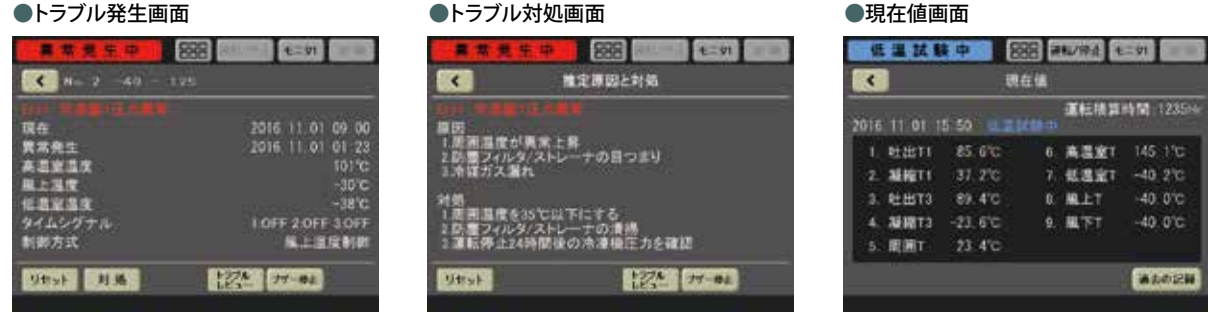 ●トラブル発生画面
異常発生中
モニタ1
No. 2 -40 - 125
現在 2016 11 01 09 00
異常発生 2016 11 01 01 23
高温室温度 101℃
風上温度 -30℃
低温室温度 -38℃
タイムシグナル 1.OFF 2.OFF 3.OFF
制御方式 風上温度制御
リセット 対処 トラブルレビュー ブザー停止
●トラブル対処画面
異常発生中
モニタ1
推定原因と対処
原因
1.周囲温度が異常上昇
2.防塵フィルタ/ストレーナの目つまり
3.冷媒ガス漏れ
対処
1.周囲温度を35℃以下にする
2.防塵フィルタ/ストレーナの清掃
3.運転停止24時間後の冷凍機圧力を確認
リセット トラブルレビュー ブザー停止
●現在値画面
低温試験中 運転/停止 モニタ1
現在値
運転積算時間 1235Hr
2016 11 01 15 50 低温試験中
1. 吐出T1 85.6℃ 6. 高温室T 145.1℃
2. 凝縮T1 37.2℃ 7. 低温室T -40.2℃
3. 吐出T3 89.4℃ 8. 風上T -40.0℃
4. 凝縮T3 -23.6℃ 9. 風下T -40.0℃
5. 周囲T 23.4℃
過去の記録